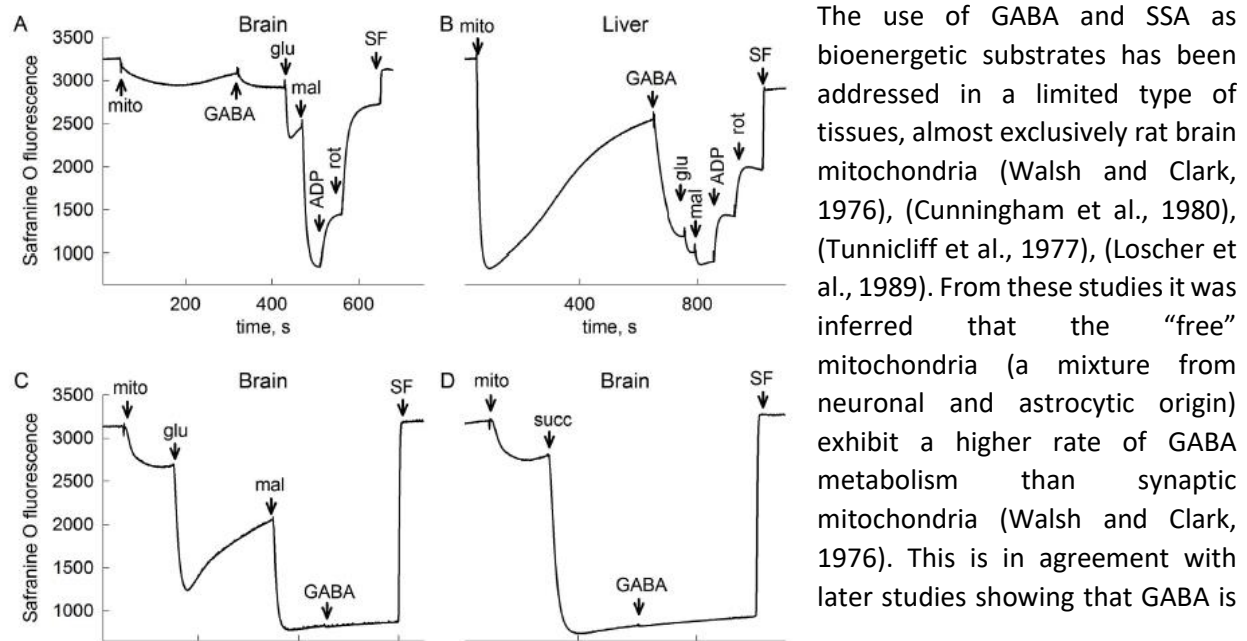 A Brain B Liver
3500
3000
2500
2000
1500
1000
Safranine O fluorescence
mito
GABA
glu
mal
ADP
rot
SF
200 400 600
time, s
mito
GABA
glu
mal
ADP
rot
SF
400 800
time, s
C Brain D Brain
3500
3000
2500
2000
1500
1000
Safranine O fluorescence
mito
glu
mal
GABA
SF
mito
succ
GABA
SF
The use of GABA and SSA as
bioenergetic substrates has been
addressed in a limited type of
tissues, almost exclusively rat brain
mitochondria (Walsh and Clark,
1976), (Cunningham et al., 1980),
(Tunnicliff et al., 1977), (Loscher et
al., 1989). From these studies it was
inferred that the “free”
mitochondria (a mixture from
neuronal and astrocytic origin)
exhibit a higher rate of GABA
metabolism than synaptic
mitochondria (Walsh and Clark,
1976). This is in agreement with
later studies showing that GABA is